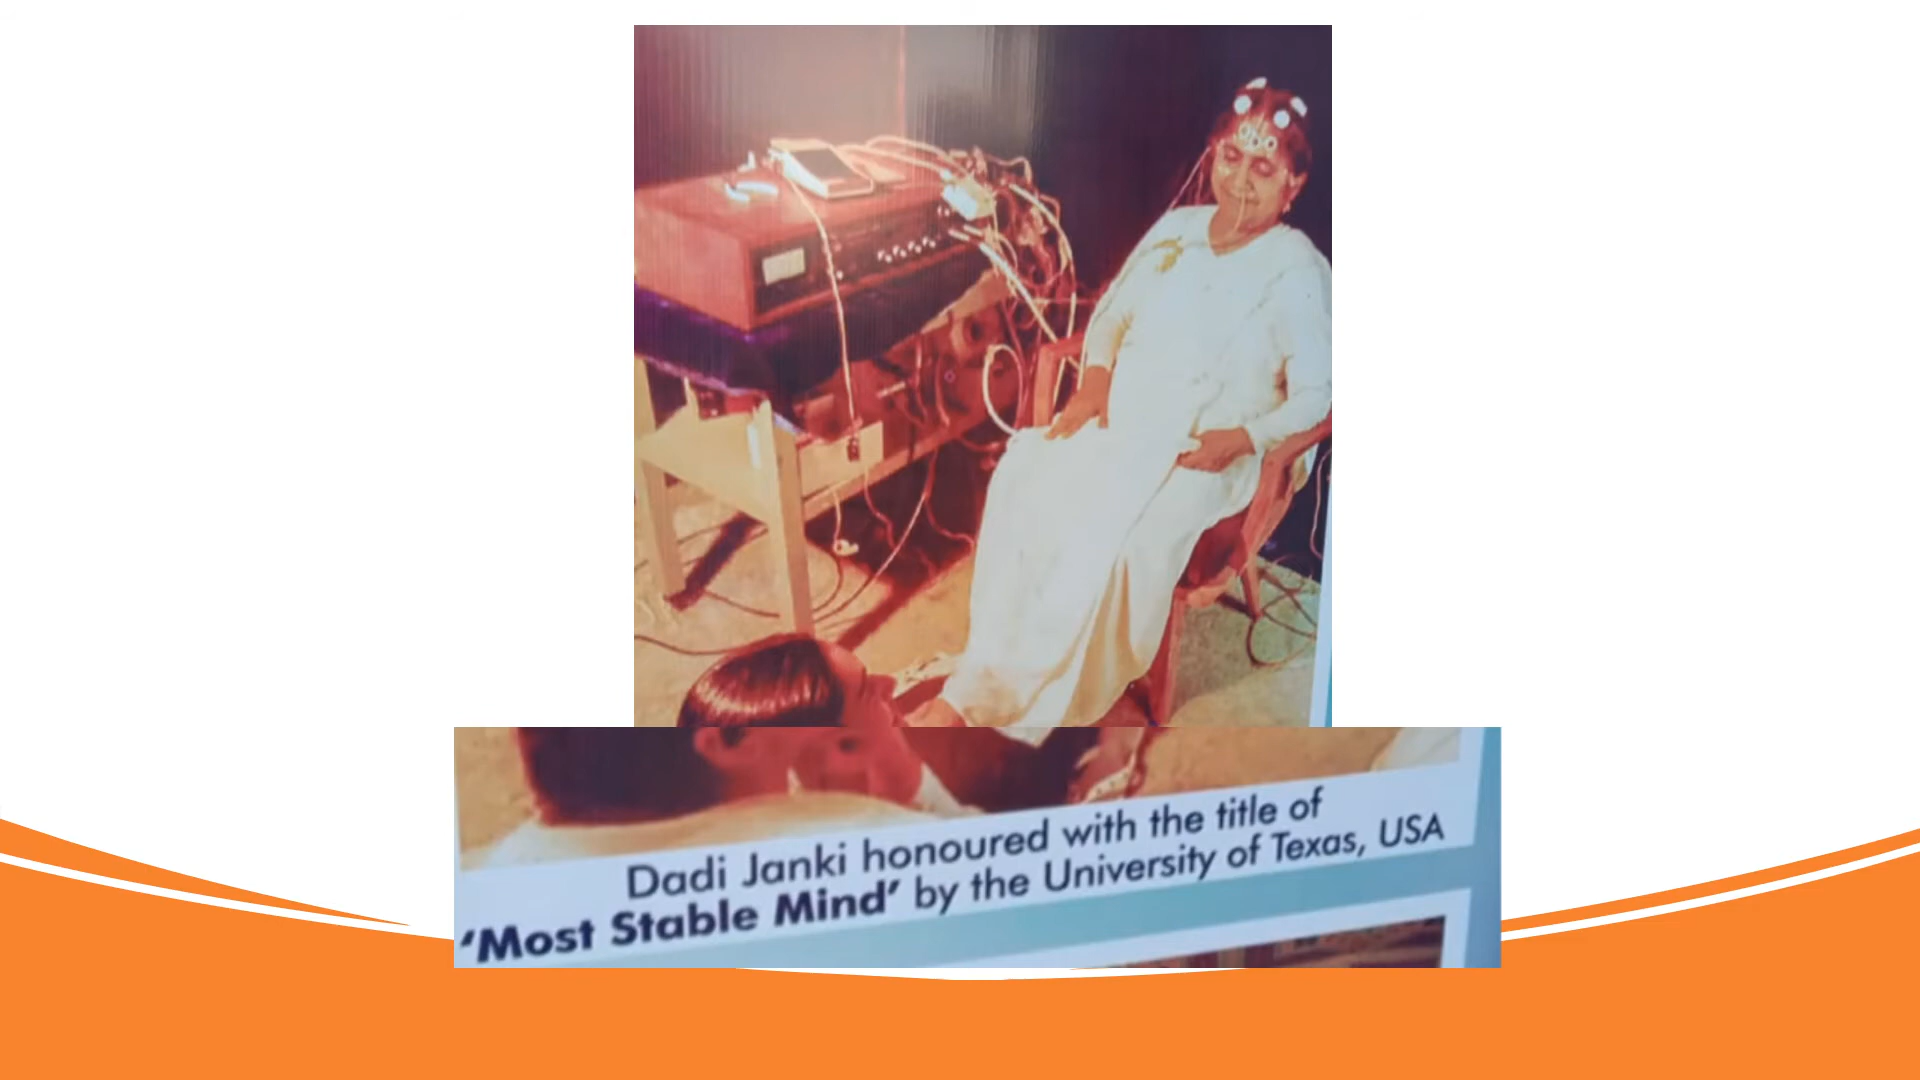 Dadi Janki honoured with the title of
'Most Stable Mind' by the University of Texas, USA